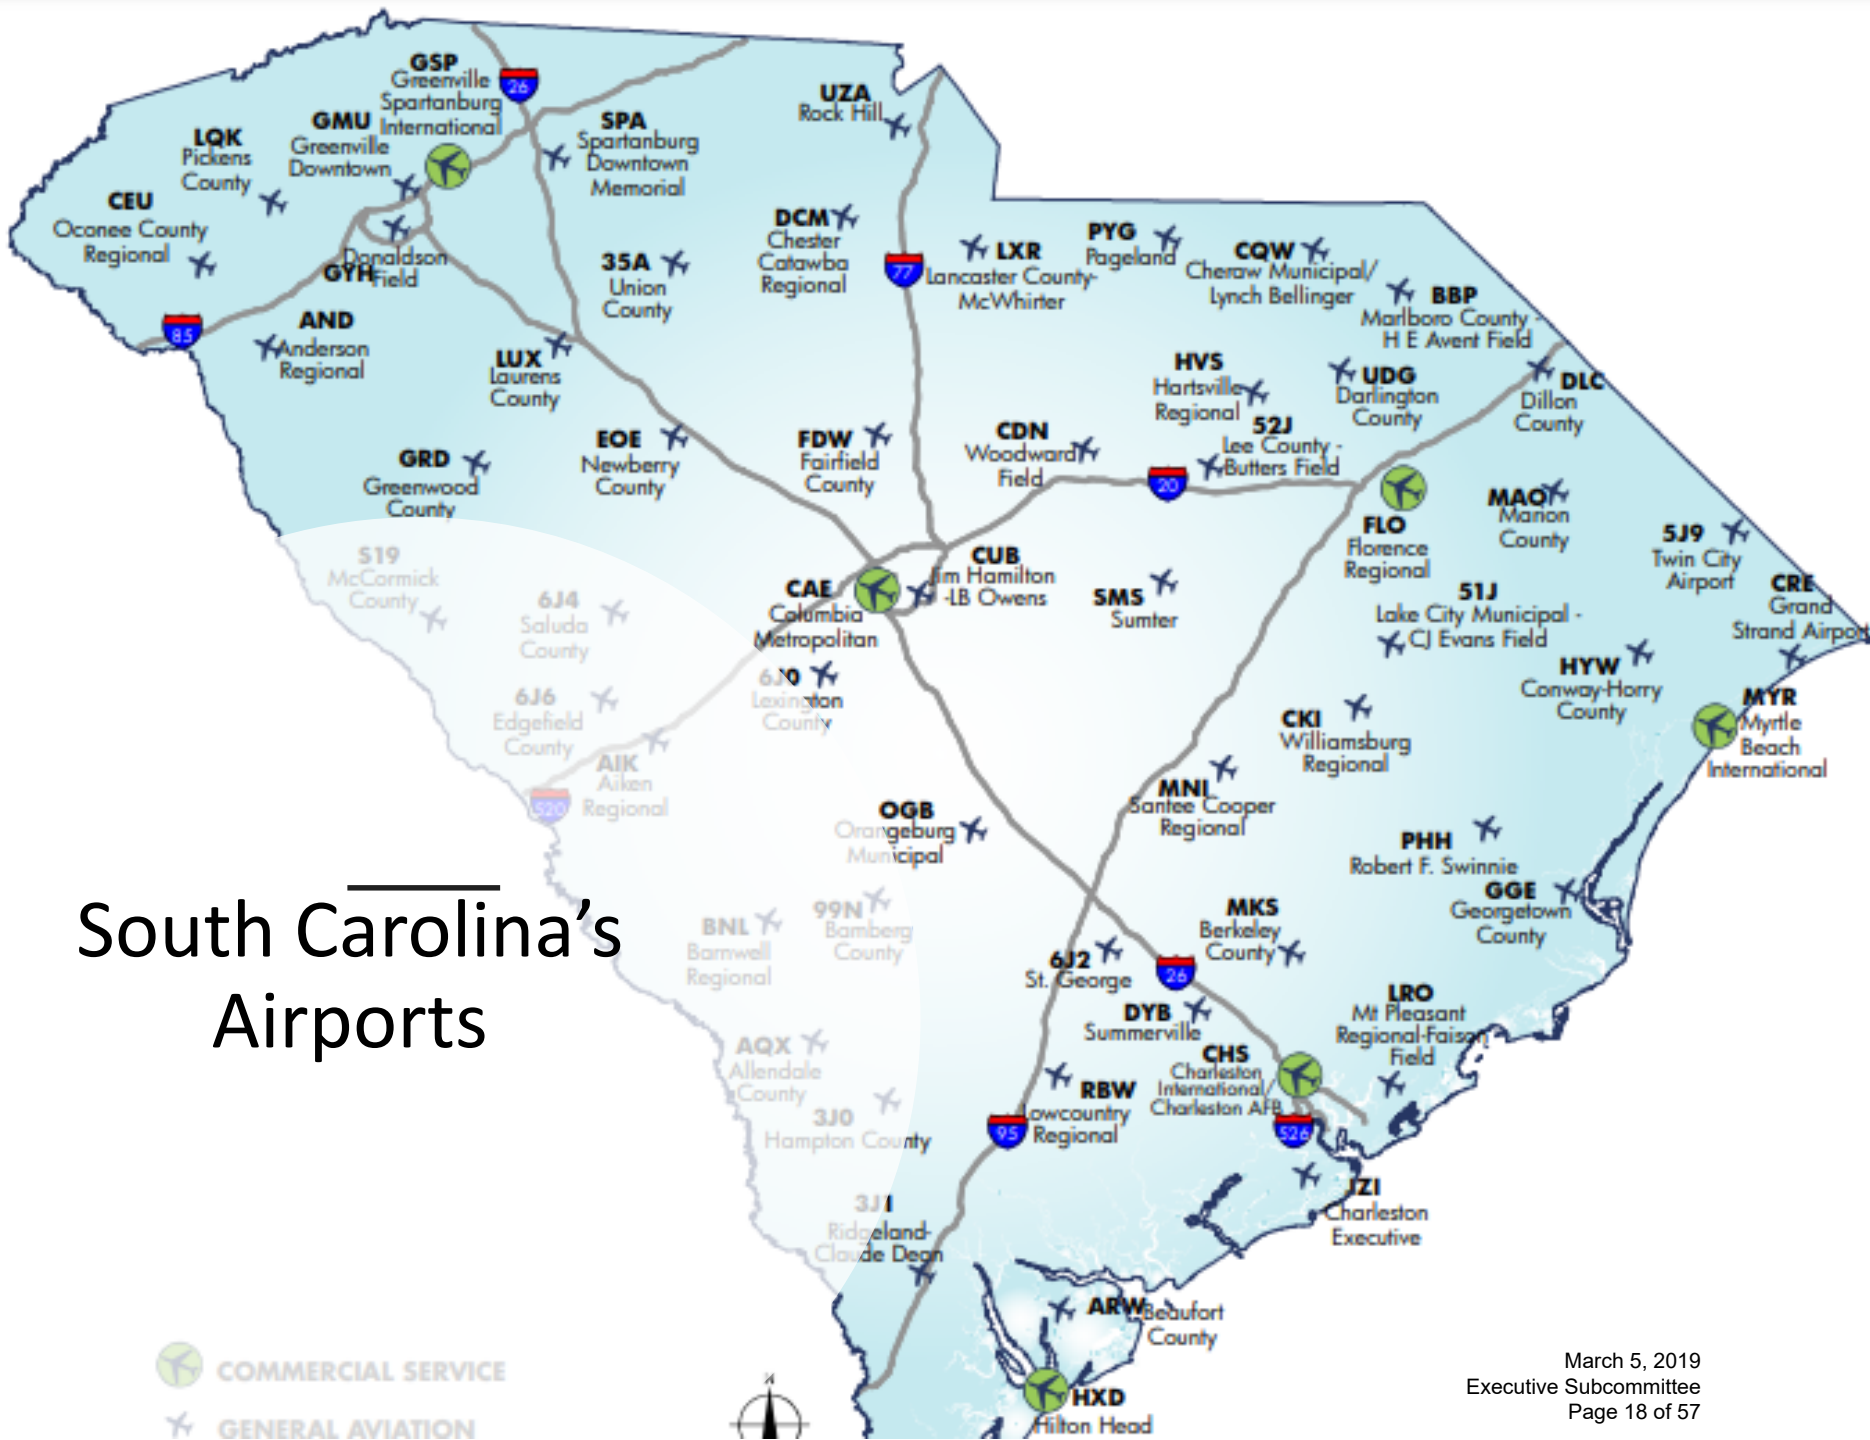 GSP
Greenville
Spartanburg
International
26
GMU
Greenville
Downtown
LQK
Pickens
County
CEU
Oconee County
Regional
SPA
Spartanburg
Downtown
Memorial
UZA
Rock Hill
Donaldson
GYH Field
85
AND
Anderson
Regional
35A
Union
County
DCM
Chester
Catawba
Regional
77
LXR
Lancaster County-
McWhirter
PYG
Pageland
CQW
Cheraw Municipal/
Lynch Bellinger
BBP
Marlboro County -
H E Avent Field
LUX
Laurens
County
HVS
Hartsville
Regional
UDG
Darlington
County
DLC
Dillon
County
GRD
Greenwood
County
EOE
Newberry
County
FDW
Fairfield
County
CDN
Woodward
Field
52J
Lee County -
Butters Field
20
FLO
Florence
Regional
MAO
Marion
County
5J9
Twin City
Airport
CRE
Grand
Strand Airport
S19
McCormick
County
6J4
Saluda
County
CAE
Columbia
Metropolitan
CUB
Jim Hamilton
-LB Owens
SMS
Sumter
51J
Lake City Municipal -
CJ Evans Field
HYW
Conway-Horry
County
MYR
Myrtle
Beach
International
6J6
Edgefield
County
6J0
Lexington
County
CKI
Williamsburg
Regional
AIK
Aiken
Regional
520
OGB
Orangeburg
Municipal
MNI
Santee Cooper
Regional
PHH
Robert F. Swinnie
GGE
Georgetown
County
South Carolina's
Airports
BNL
Barnwell
Regional
99N
Bamberg
County
MKS
Berkeley
County
6J2
St. George
26
DYB
Summerville
LRO
Mt Pleasant
Regional-Faison
Field
AQX
Allendale
County
CHS
Charleston
International/
Charleston AFB
3J0
Hampton County
RBW
Lowcountry
Regional
95
526
JZI
Charleston
Executive
3J1
Ridgeland-
Claude Dean
ARW Beaufort
County
HXD
Hilton Head
COMMERCIAL SERVICE
GENERAL AVIATION
N
March 5, 2019
Executive Subcommittee
Page 18 of 57